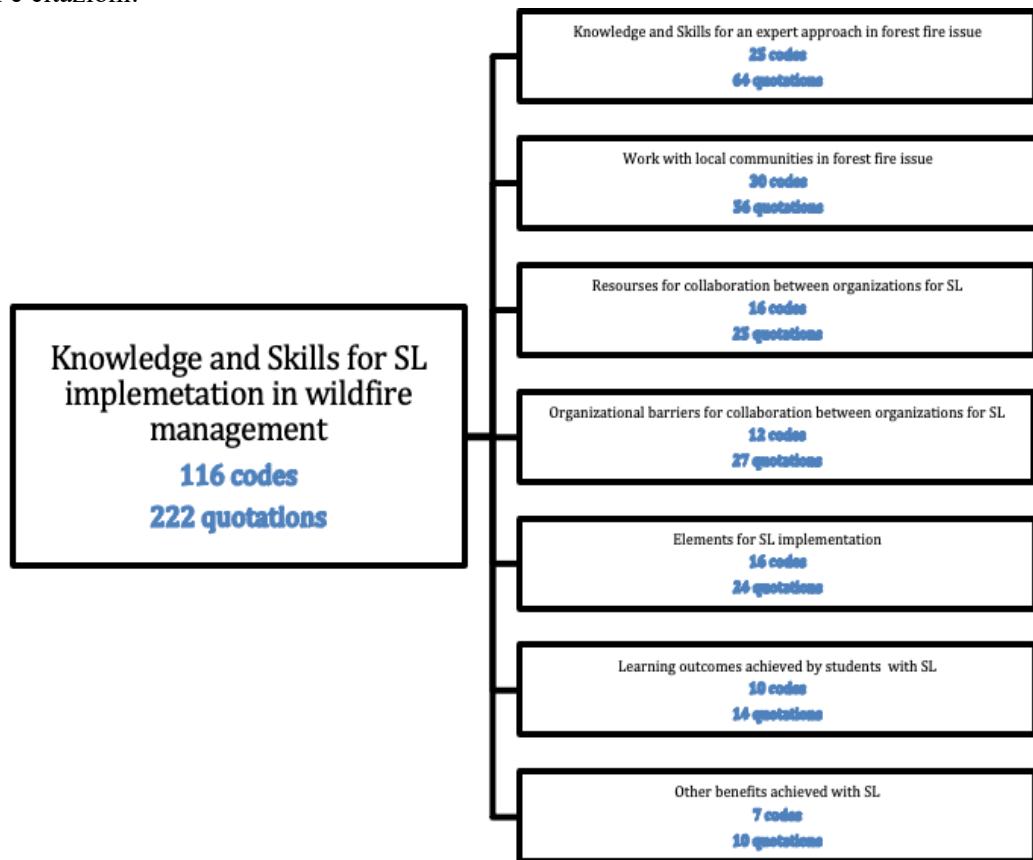 e citazioni.
Knowledge and Skills for an expert approach in forest fire issue
25 codes
64 quotations
Work with local communities in forest fire issue
30 codes
56 quotations
Resourses for collaboration between organizations for SL
16 codes
25 quotations
Organizational barriers for collaboration between organizations for SL
12 codes
27 quotations
Knowledge and Skills for SL
implemetation in wildfire
management
116 codes
222 quotations
Elements for SL implementation
16 codes
24 quotations
Learning outcomes achieved by students with SL
10 codes
14 quotations
Other benefits achieved with SL
7 codes
10 quotations